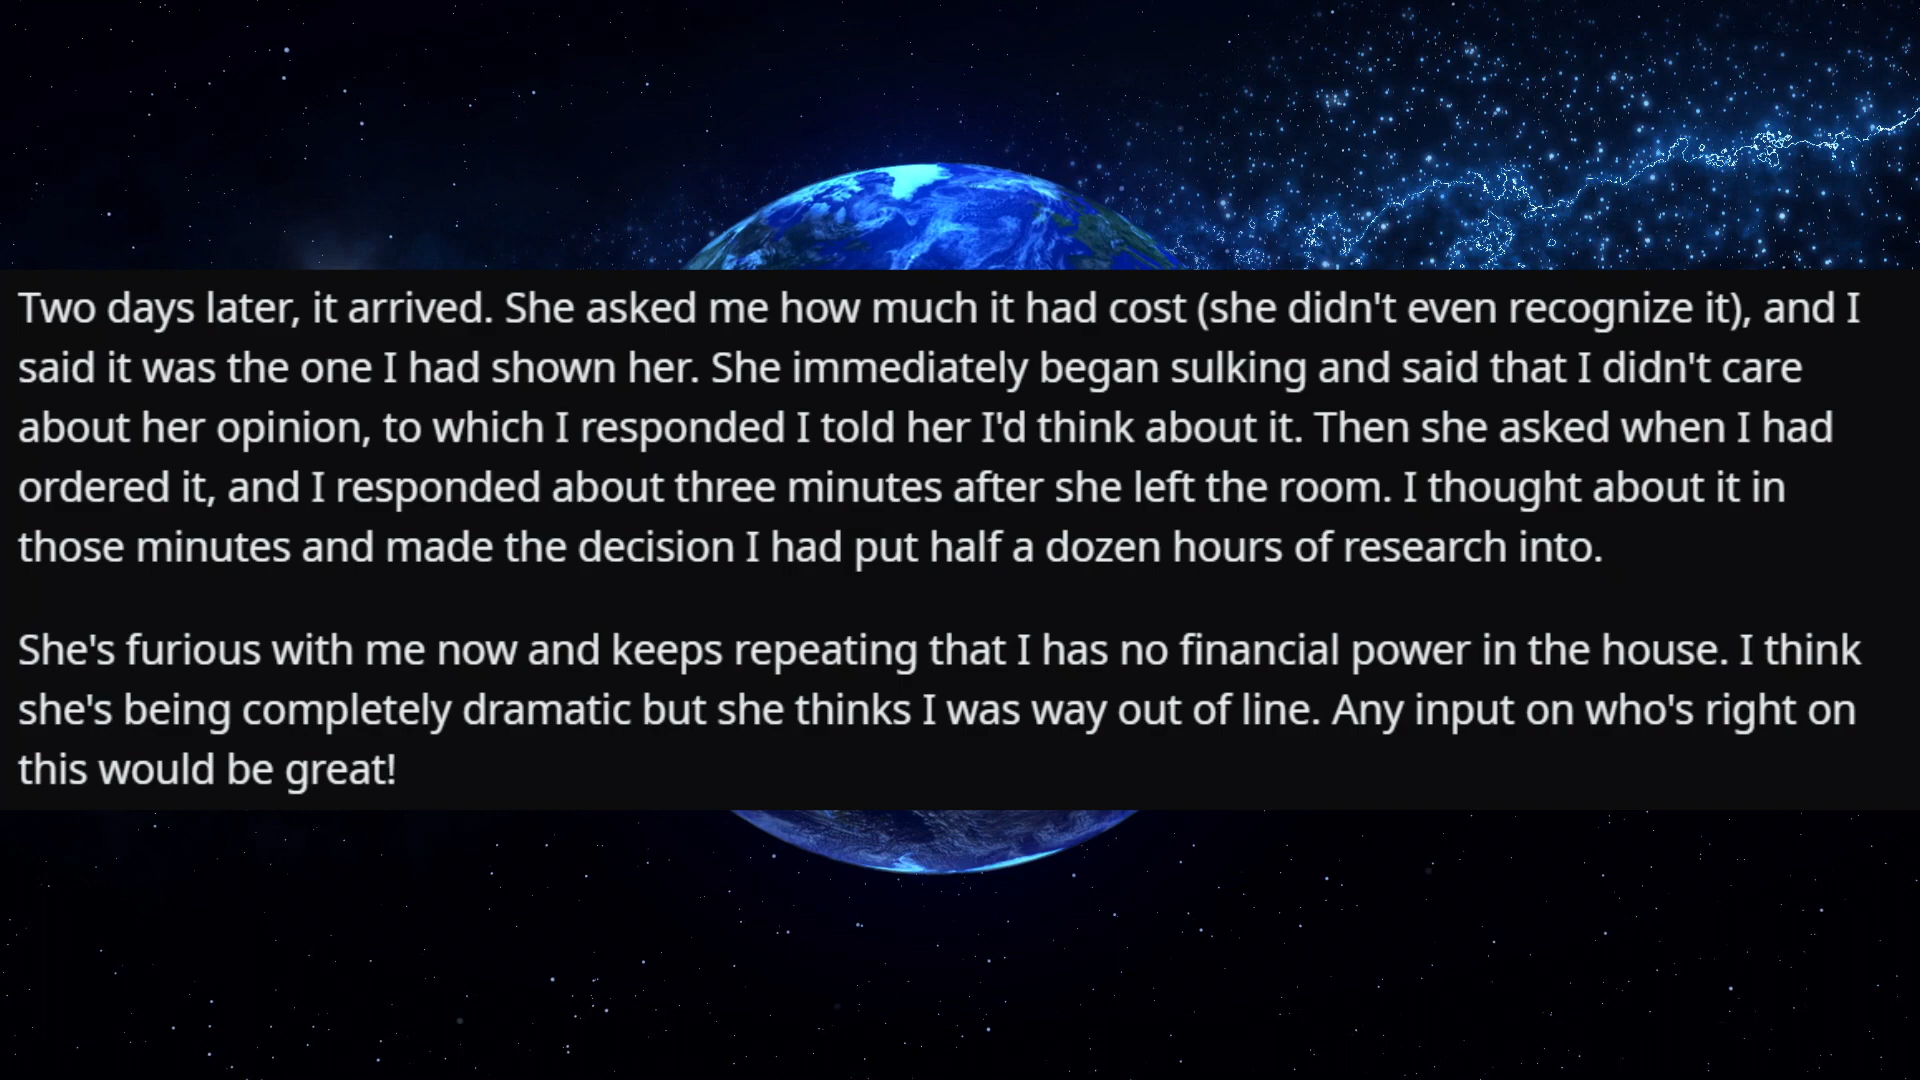 Two days later, it arrived. She asked me how much it had cost (she didn't even recognize it), and I
said it was the one I had shown her. She immediately began sulking and said that I didn't care
about her opinion, to which I responded I told her I'd think about it. Then she asked when I had
ordered it, and I responded about three minutes after she left the room. I thought about it in
those minutes and made the decision I had put half a dozen hours of research into.
She's furious with me now and keeps repeating that I has no financial power in the house. I think
she's being completely dramatic but she thinks I was way out of line. Any input on who's right on
this would be great!